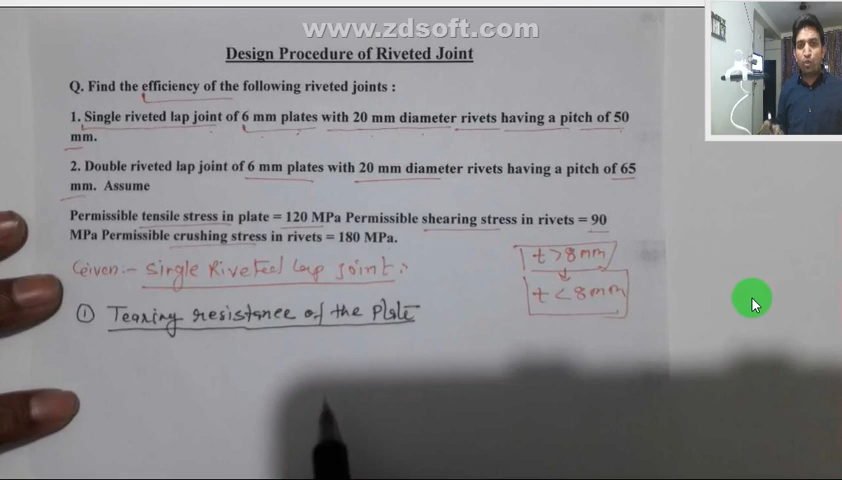 www.zdsoft.com
Design Procedure of Riveted Joint
Q. Find the efficiency of the following riveted joints :
1. Single riveted lap joint of 6 mm plates with 20 mm diameter rivets having a pitch of 50
mm.
2. Double riveted lap joint of 6 mm plates with 20 mm diameter rivets having a pitch of 65
mm. Assume
Permissible tensile stress in plate = 120 MPa Permissible shearing stress in rivets = 90
MPa Permissible crushing stress in rivets = 180 MPa.
Given:- Single Riveted Lap Joint:-
t > 8mm
t < 8mm
① Tearing resistance of the Plate